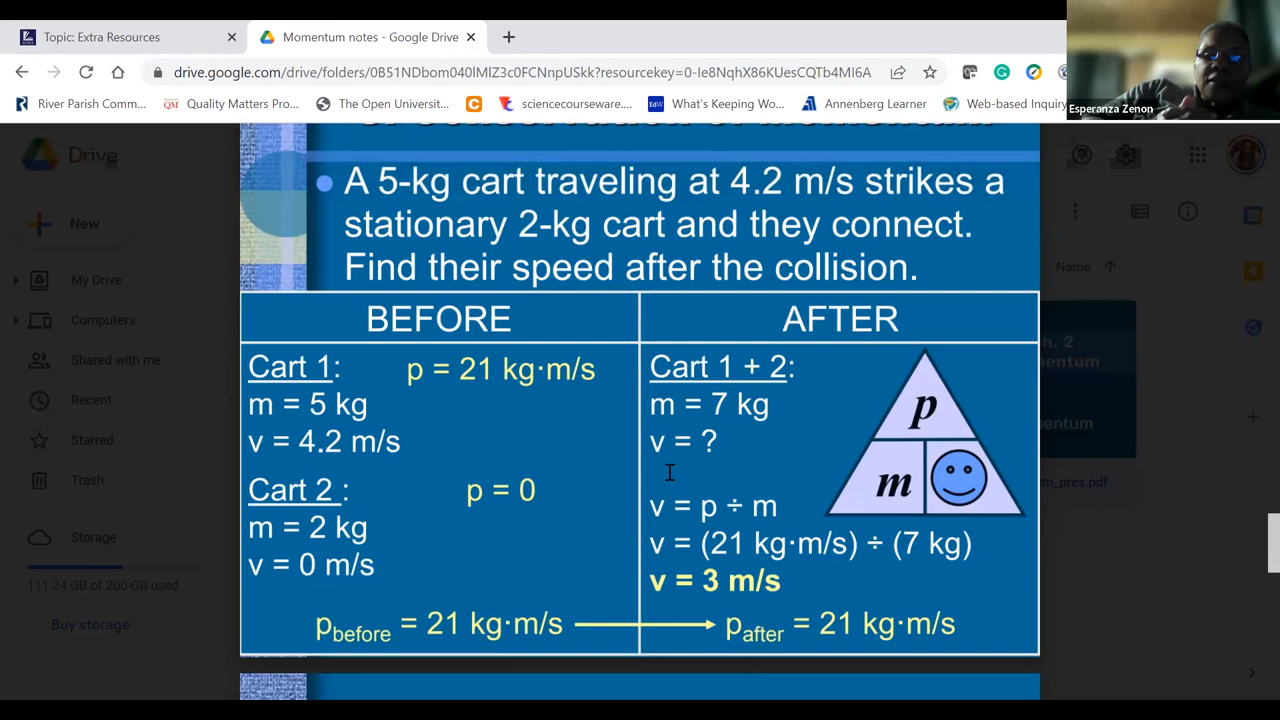 Topic: Extra Resources
Momentum notes - Google Drive
drive.google.com/drive/folders/0B51NDbom040lMlZ3c0FCNnpUSkk?resourcekey=0-Ie8NqhX86KUesCQTb4MI6A
Esperanza Zenon
River Parish Comm...
QM
Quality Matters Pro...
The Open Universit...
C
sciencecourseware....
EdW
What's Keeping Wo...
Annenberg Learner
Web-based Inquiry
Drive
New
My Drive
Computers
Shared with me
Recent
Starred
Trash
Storage
111.24 GB of 200 GB used
Buy storage
Name
A 5-kg cart traveling at 4.2 m/s strikes a
stationary 2-kg cart and they connect.
Find their speed after the collision.
BEFORE
Cart 1:
p = 21 kg·m/s
m = 5 kg
v = 4.2 m/s
Cart 2 :
p = 0
m = 2 kg
v = 0 m/s
pbefore = 21 kg·m/s
AFTER
Cart 1 + 2:
m = 7 kg
v = ?
p
m
v = p ÷ m
v = (21 kg·m/s) ÷ (7 kg)
v = 3 m/s
pafter = 21 kg·m/s